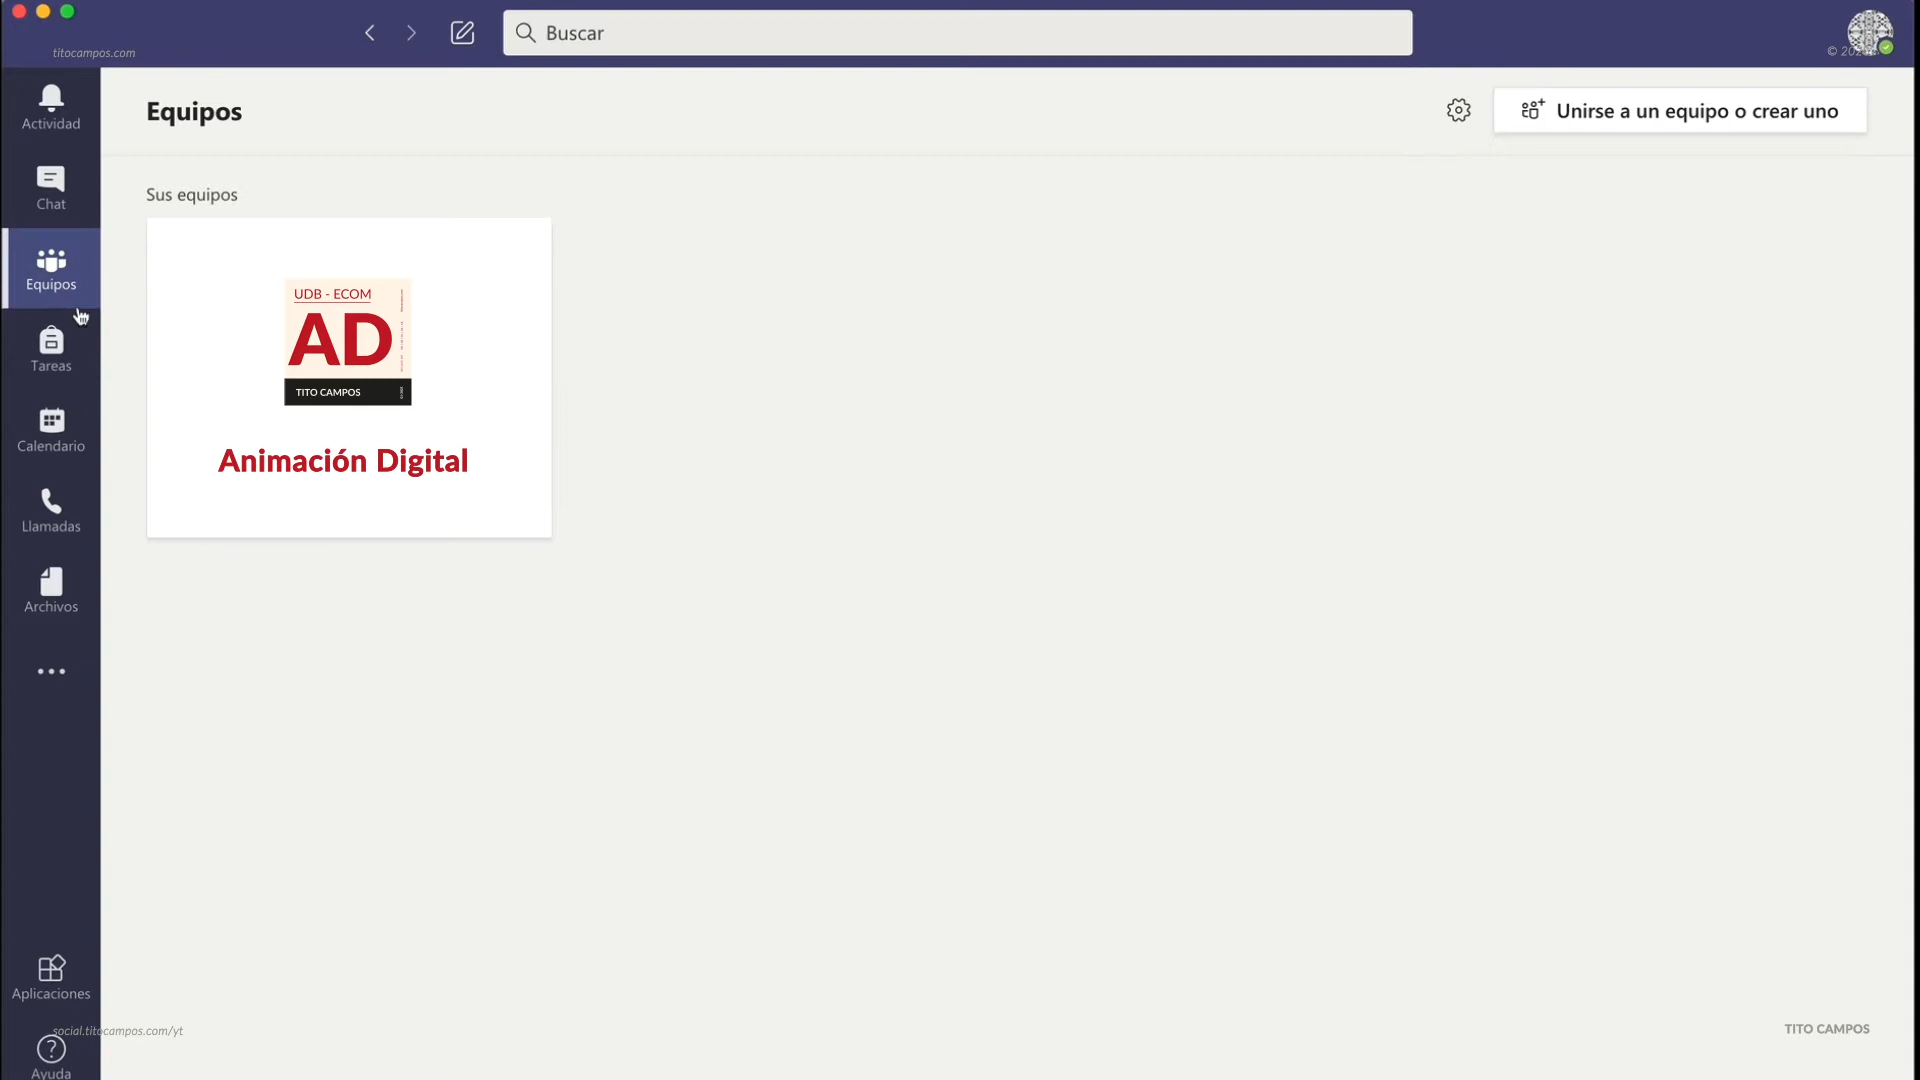 Buscar
titocampos.com
Actividad
Chat
Equipos
Tareas
Calendario
Llamadas
Archivos
Aplicaciones
social.titocampos.com/yt
Ayuda
Equipos
Unirse a un equipo o crear uno
Sus equipos
UDB - ECOM
AD
TITO CAMPOS
Animación Digital
TITO CAMPOS